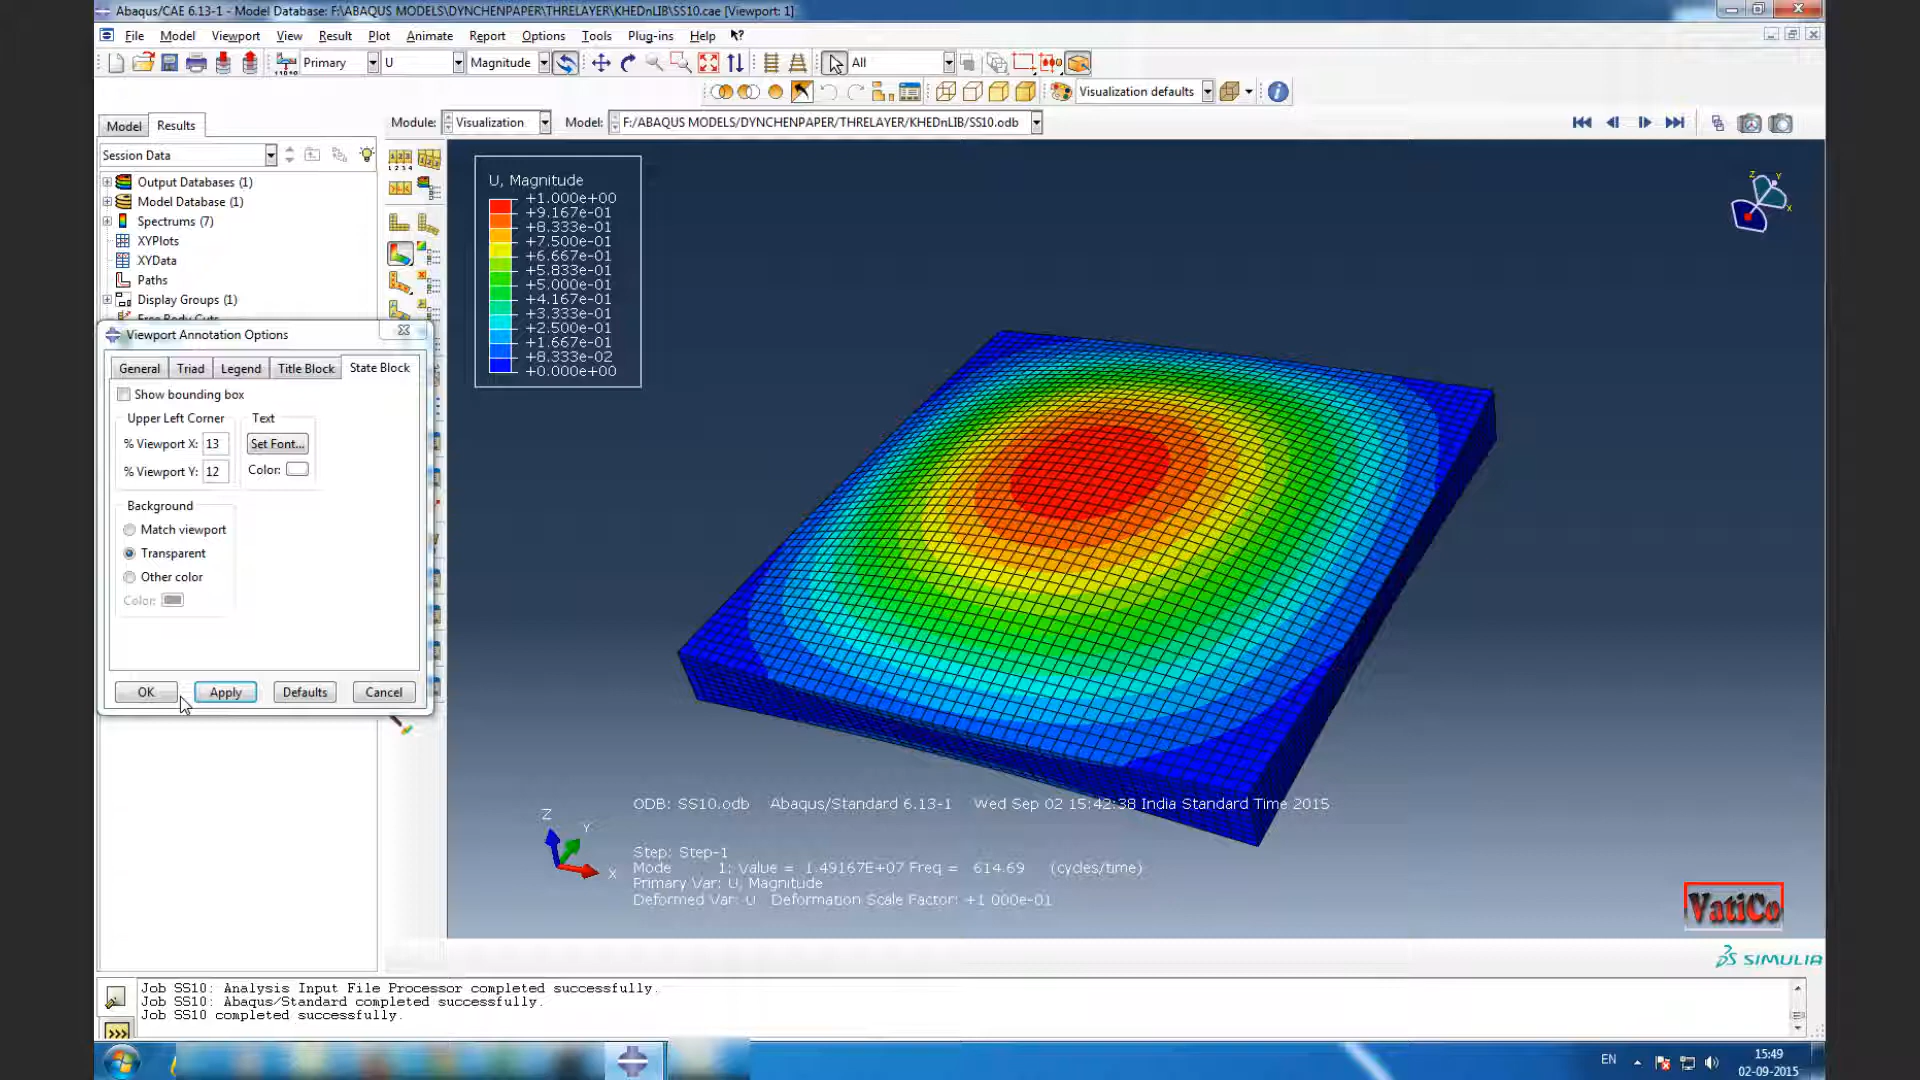 Abaqus/CAE 6.13-1 - Model Database: F:\ABAQUS MODELS\DYNCHENPAPER\THRELAYER\KHEDnLIB\SS10.cae [Viewport: 1]
File Model Viewport View Result Plot Animate Report Options Tools Plug-ins Help
Primary U Magnitude All
Visualization defaults
Model Results
Module: Visualization Model: F:/ABAQUS MODELS/DYNCHENPAPER/THRELAYER/KHEDnLIB/SS10.odb
Session Data
Output Databases (1)
Model Database (1)
Spectrums (7)
XYPlots
XYData
Paths
Display Groups (1)
Free Body Cuts
Viewport Annotation Options
General Triad Legend Title Block State Block
Show bounding box
Upper Left Corner
% Viewport X: 13
% Viewport Y: 12
Text
Set Font...
Color:
Background
Match viewport
Transparent
Other color
Color:
OK Apply Defaults Cancel
U, Magnitude
+1.000e+00
+9.167e-01
+8.333e-01
+7.500e-01
+6.667e-01
+5.833e-01
+5.000e-01
+4.167e-01
+3.333e-01
+2.500e-01
+1.667e-01
+8.333e-02
+0.000e+00
Z Y X
ODB: SS10.odb Abaqus/Standard 6.13-1 Wed Sep 02 15:42:38 India Standard Time 2015
Z Y X
Step: Step-1
Mode 1: Value = 1.49167E+07 Freq = 614.69 (cycles/time)
Primary Var: U, Magnitude
Deformed Var: U Deformation Scale Factor: +1.000e-01
VatiCo
SIMULIA
Job SS10: Analysis Input File Processor completed successfully.
Job SS10: Abaqus/Standard completed successfully.
Job SS10 completed successfully.
>>>
EN
15:49
02-09-2015